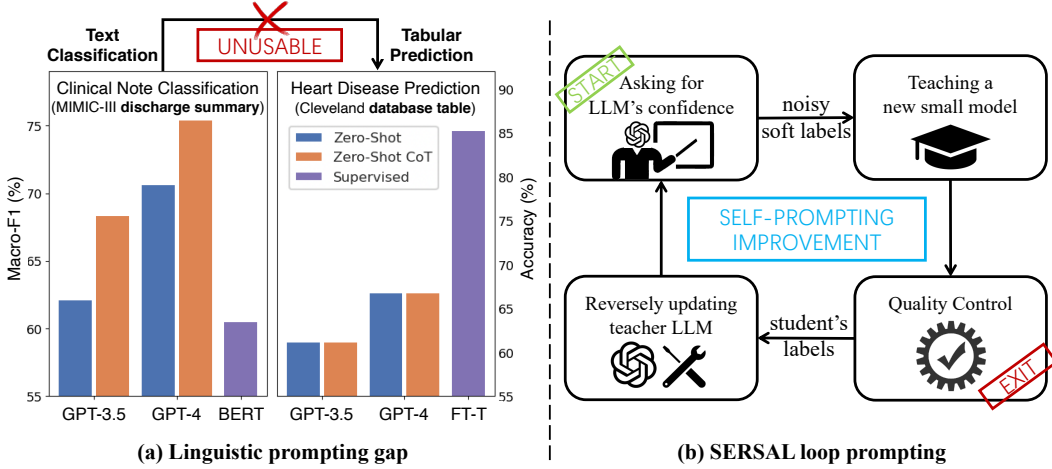 Text
Classification
UNUSABLE
Tabular
Prediction
Clinical Note Classification
(MIMIC-III discharge summary)
Macro-F1 (%)
75
70
65
60
55
GPT-3.5
GPT-4
BERT
Heart Disease Prediction
(Cleveland database table)
Zero-Shot
Zero-Shot CoT
Supervised
90
85
80
75
70
65
60
55
Accuracy (%)
GPT-3.5
GPT-4
FT-T
(a) Linguistic prompting gap
START
Asking for
LLM's confidence
noisy
soft labels
Teaching a
new small model
SELF-PROMPTING
IMPROVEMENT
Reversely updating
teacher LLM
student's
labels
Quality Control
EXIT
(b) SERSAL loop prompting